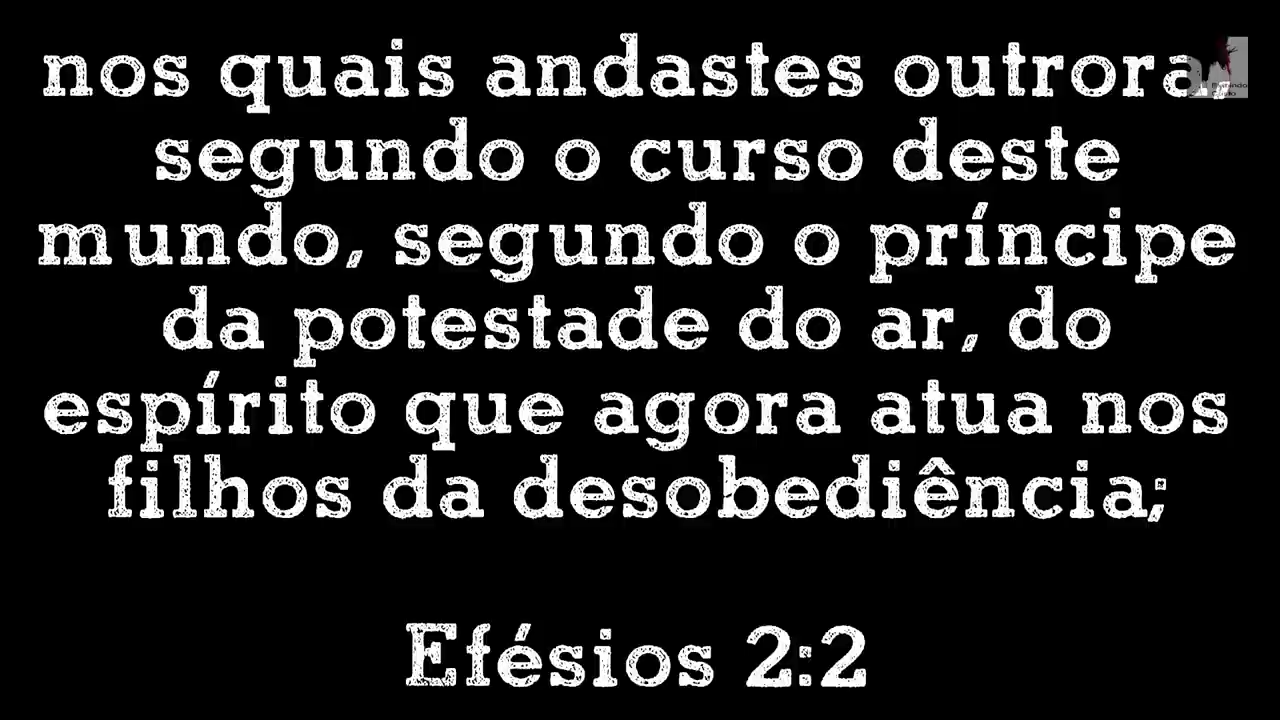 nos quais andastes outrora,
segundo o curso deste
mundo, segundo o príncipe
da potestade do ar, do
espírito que agora atua nos
filhos da desobediência;
Efésios 2:2